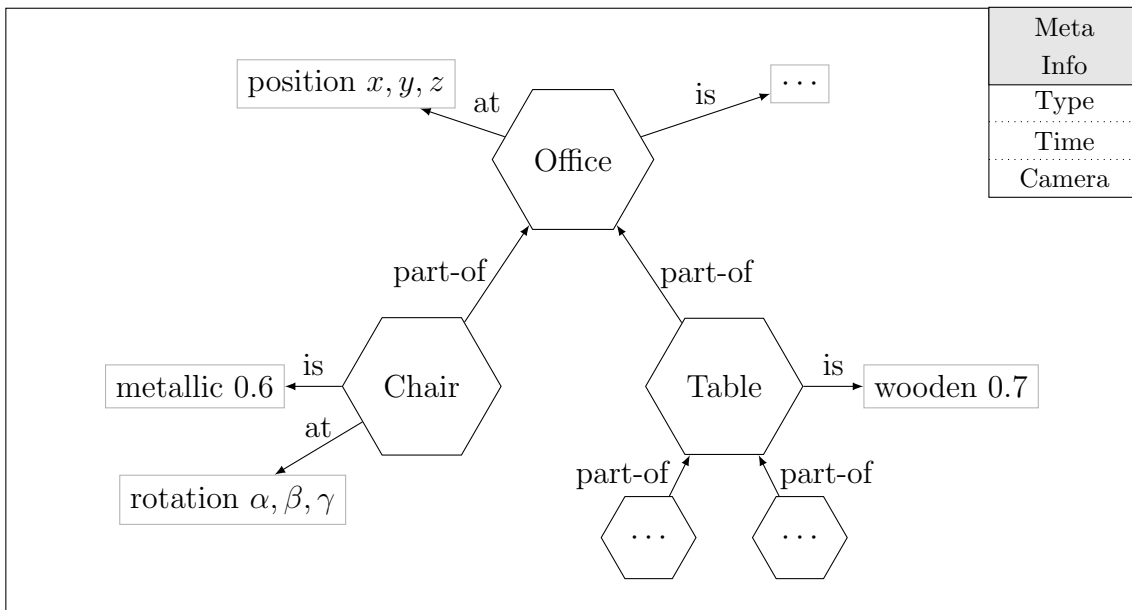 Meta
Info
Type
Time
Camera
position x, y, z
at
is
···
Office
part-of
part-of
metallic 0.6
is
Chair
at
rotation α, β, γ
Table
is
wooden 0.7
part-of
part-of
···
···